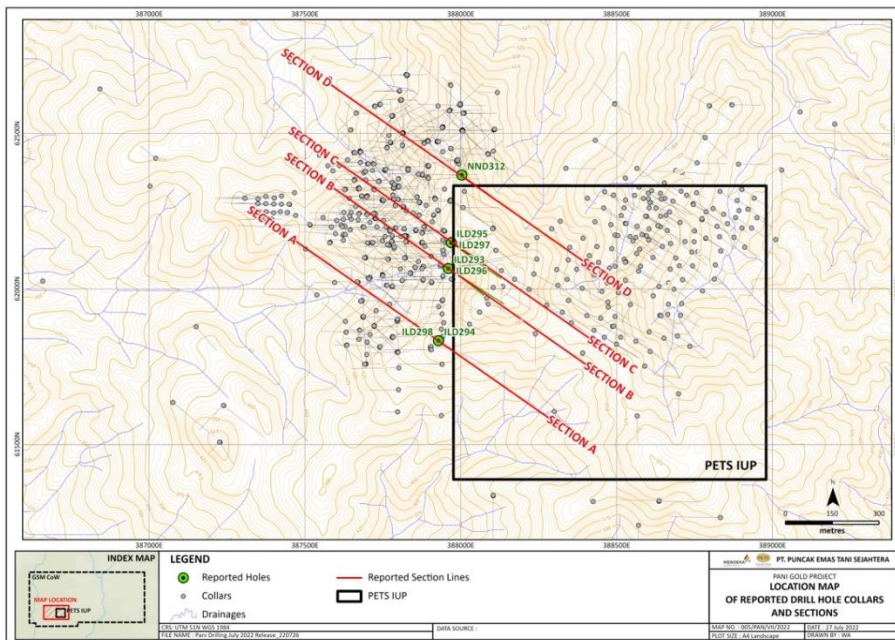 387000E 387500E 388000E 388500E 389000E
SECTION D
62500N
SECTION C
NND312
SECTION B
SECTION A
ILD295
ILD297
ILD293
ILD296
62000N
SECTION D
ILD298 ILD294
SECTION C
SECTION B
61500N
SECTION A
PETS IUP
N
0 150 300
metres
387000E 387500E 388000E 388500E 389000E
INDEX MAP
GSM CoW
MAP LOCATION
PETS IUP
LEGEND
Reported Holes
Collars
Drainages
Reported Section Lines
PETS IUP
CRS: UTM 51N WGS 1984
FILE NAME : Pani Drilling July 2022 Release_220726
DATA SOURCE :
MERDEKA
PETS
PT. PUNCAK EMAS TANI SEJAHTERA
PANI GOLD PROJECT
LOCATION MAP
OF REPORTED DRILL HOLE COLLARS
AND SECTIONS
MAP NO. : 005/PAN/VII/2022 DATE : 27 July 2022
PLOT SIZE : A4 Landscape DRAWN BY : WA